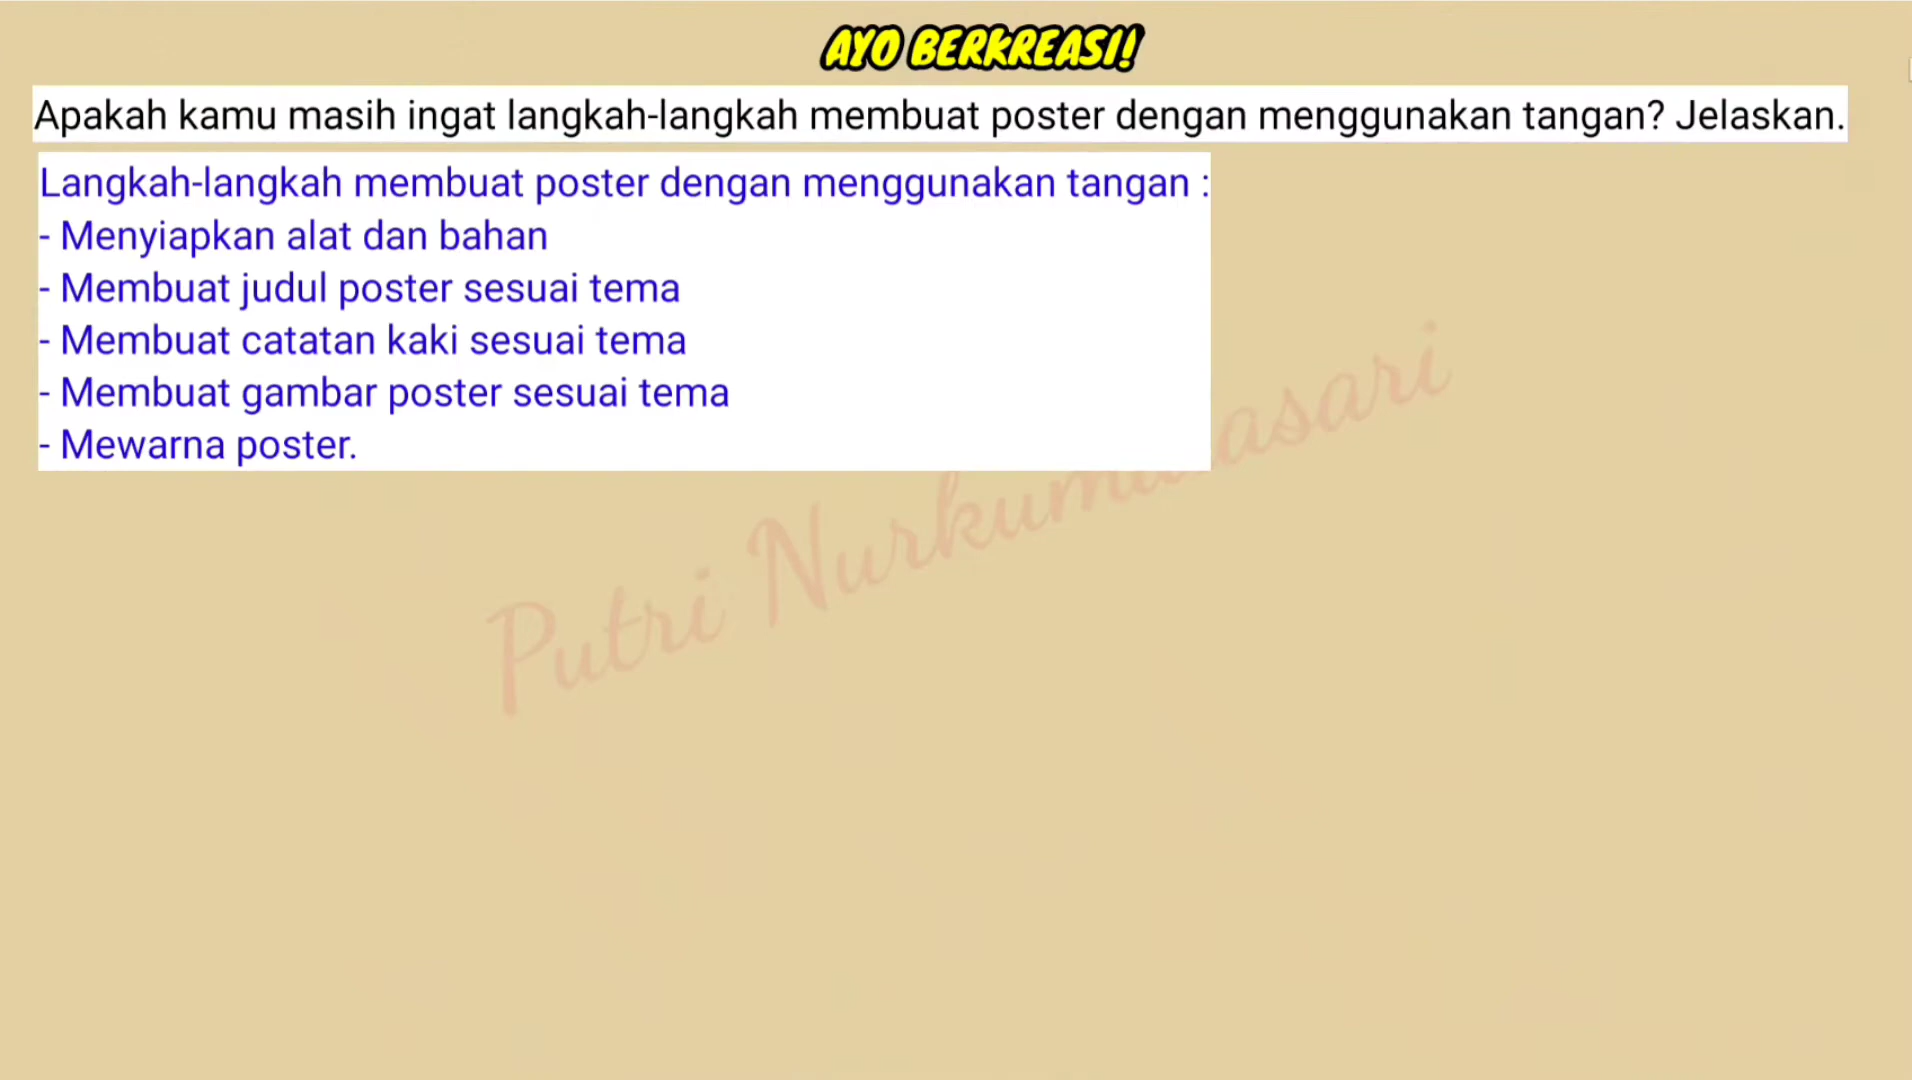 AYO BERKREASI!
Apakah kamu masih ingat langkah-langkah membuat poster dengan menggunakan tangan? Jelaskan.
Langkah-langkah membuat poster dengan menggunakan tangan :
- Menyiapkan alat dan bahan
- Membuat judul poster sesuai tema
- Membuat catatan kaki sesuai tema
- Membuat gambar poster sesuai tema
- Mewarna poster.
Putri